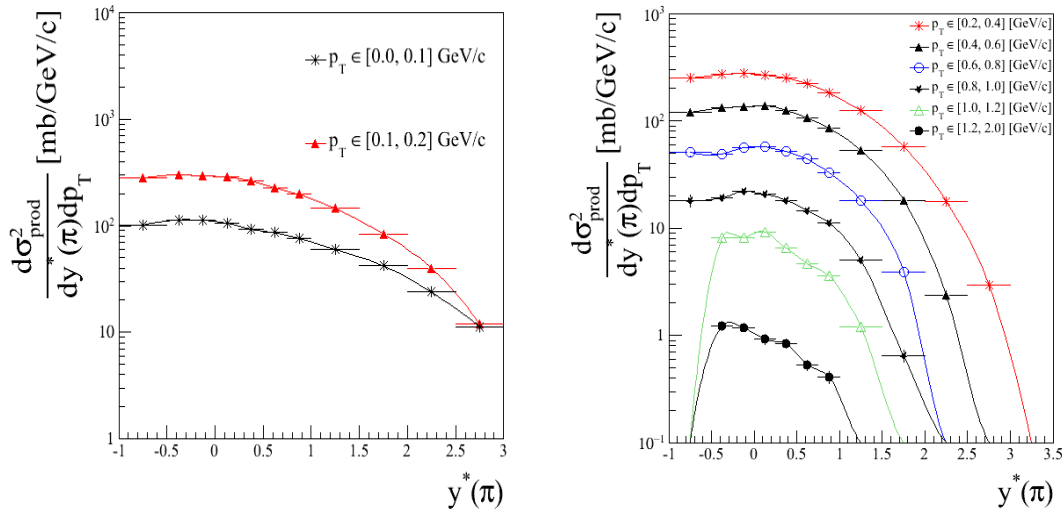 dσ²prod
dy*(π)dp_T [mb/GeV/c]
10⁴
10³
10²
10
1
p_T ∈ [0.0, 0.1] GeV/c
p_T ∈ [0.1, 0.2] GeV/c
-1 -0.5 0 0.5 1 1.5 2 2.5 3
y*(π)
dσ²prod
dy*(π)dp_T [mb/GeV/c]
10³
10²
10
1
10⁻¹
p_T ∈ [0.2, 0.4] [GeV/c]
p_T ∈ [0.4, 0.6] [GeV/c]
p_T ∈ [0.6, 0.8] [GeV/c]
p_T ∈ [0.8, 1.0] [GeV/c]
p_T ∈ [1.0, 1.2] [GeV/c]
p_T ∈ [1.2, 2.0] [GeV/c]
-1 -0.5 0 0.5 1 1.5 2 2.5 3 3.5
y*(π)